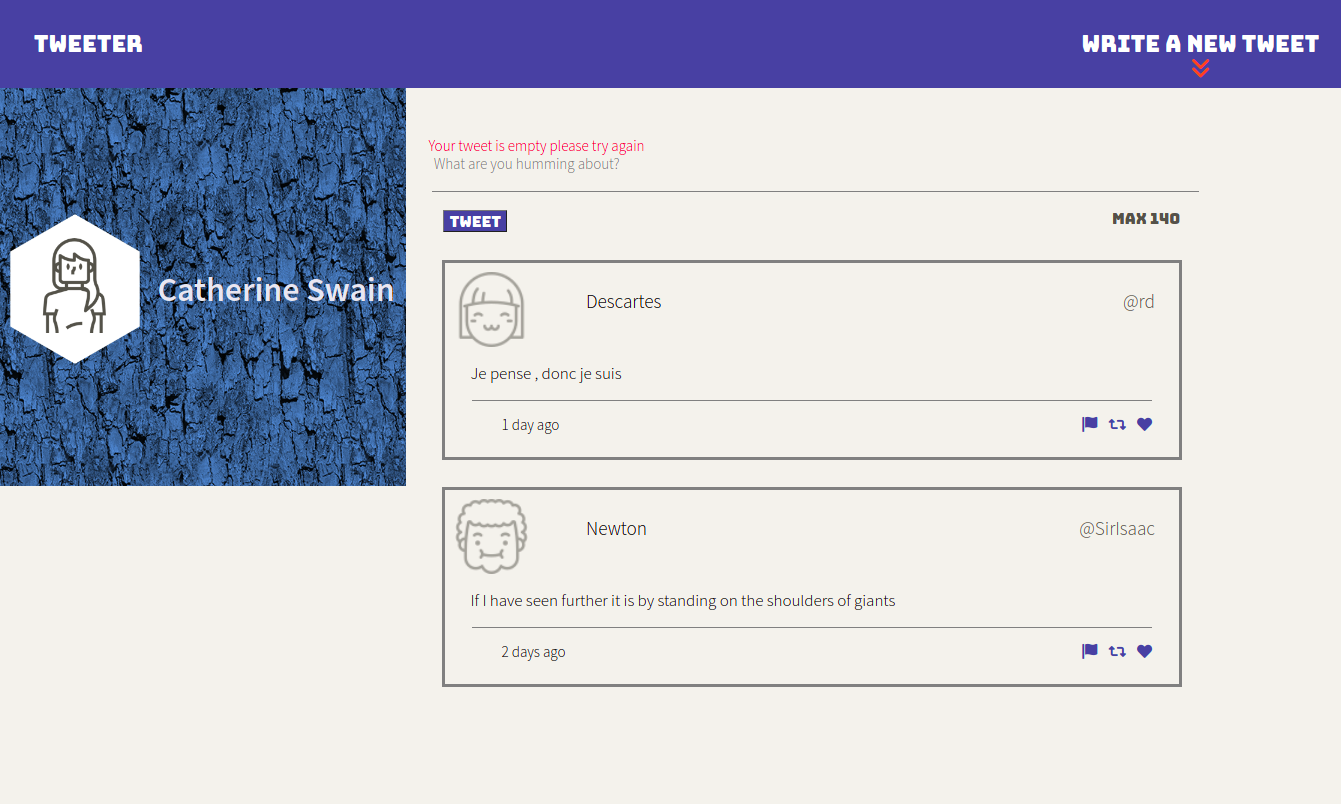 TWEETER
WRITE A NEW TWEET
Catherine Swain
Your tweet is empty please try again
What are you humming about?
TWEET
MAX 140
Descartes
@rd
Je pense , donc je suis
1 day ago
Newton
@SirIsaac
If I have seen further it is by standing on the shoulders of giants
2 days ago